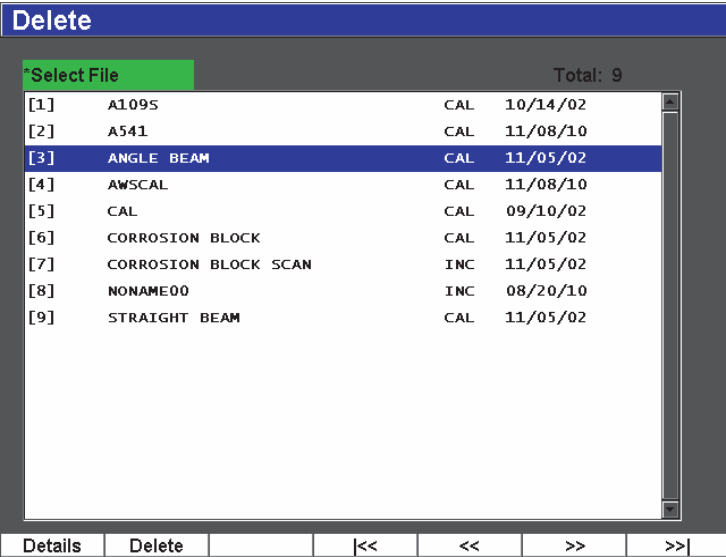 Delete
*Select File Total: 9
[1] A109S CAL 10/14/02
[2] A541 CAL 11/08/10
[3] ANGLE BEAM CAL 11/05/02
[4] AWSCAL CAL 11/08/10
[5] CAL CAL 09/10/02
[6] CORROSION BLOCK CAL 11/05/02
[7] CORROSION BLOCK SCAN INC 11/05/02
[8] NONAME00 INC 08/20/10
[9] STRAIGHT BEAM CAL 11/05/02
Details Delete |<< << >> >>|